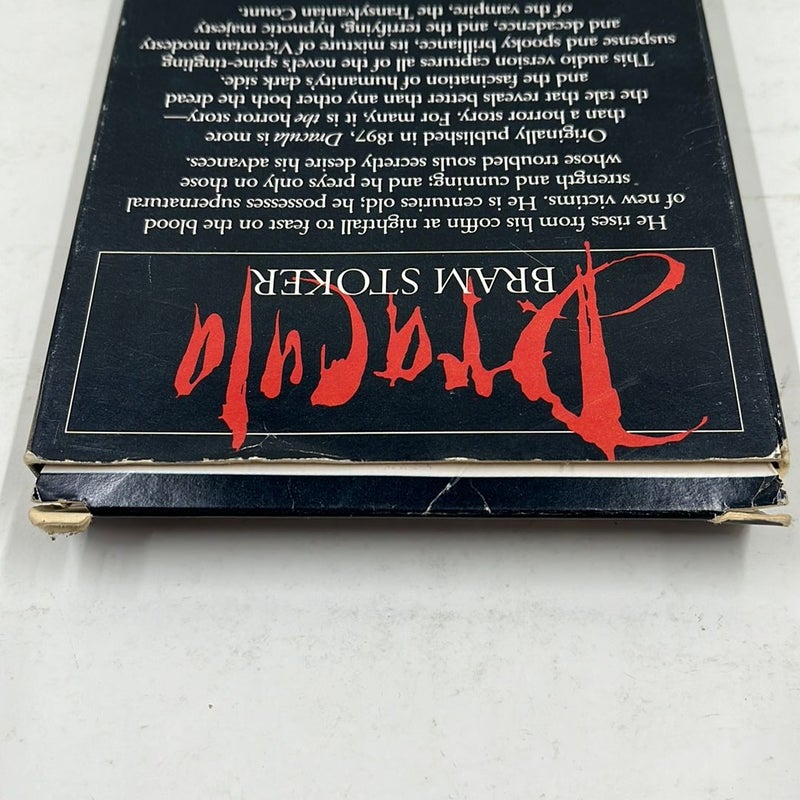 Dracula
BRAM STOKER
He rises from his coffin at nightfall to feast on the blood
of new victims. He is centuries old; he possesses supernatural
strength and cunning; and he preys only on those
whose troubled souls secretly desire his advances.
Originally published in 1897, Dracula is more
than a horror story. For many, it is the horror story—
the tale that reveals better than any other both the dread
and the fascination of humanity's dark side.
This audio version captures all of the novel's spine-tingling
suspense and spooky brilliance, its mixture of Victorian modesty
and decadence, and the terrifying, hypnotic majesty
of the vampire, the Transylvanian Count.